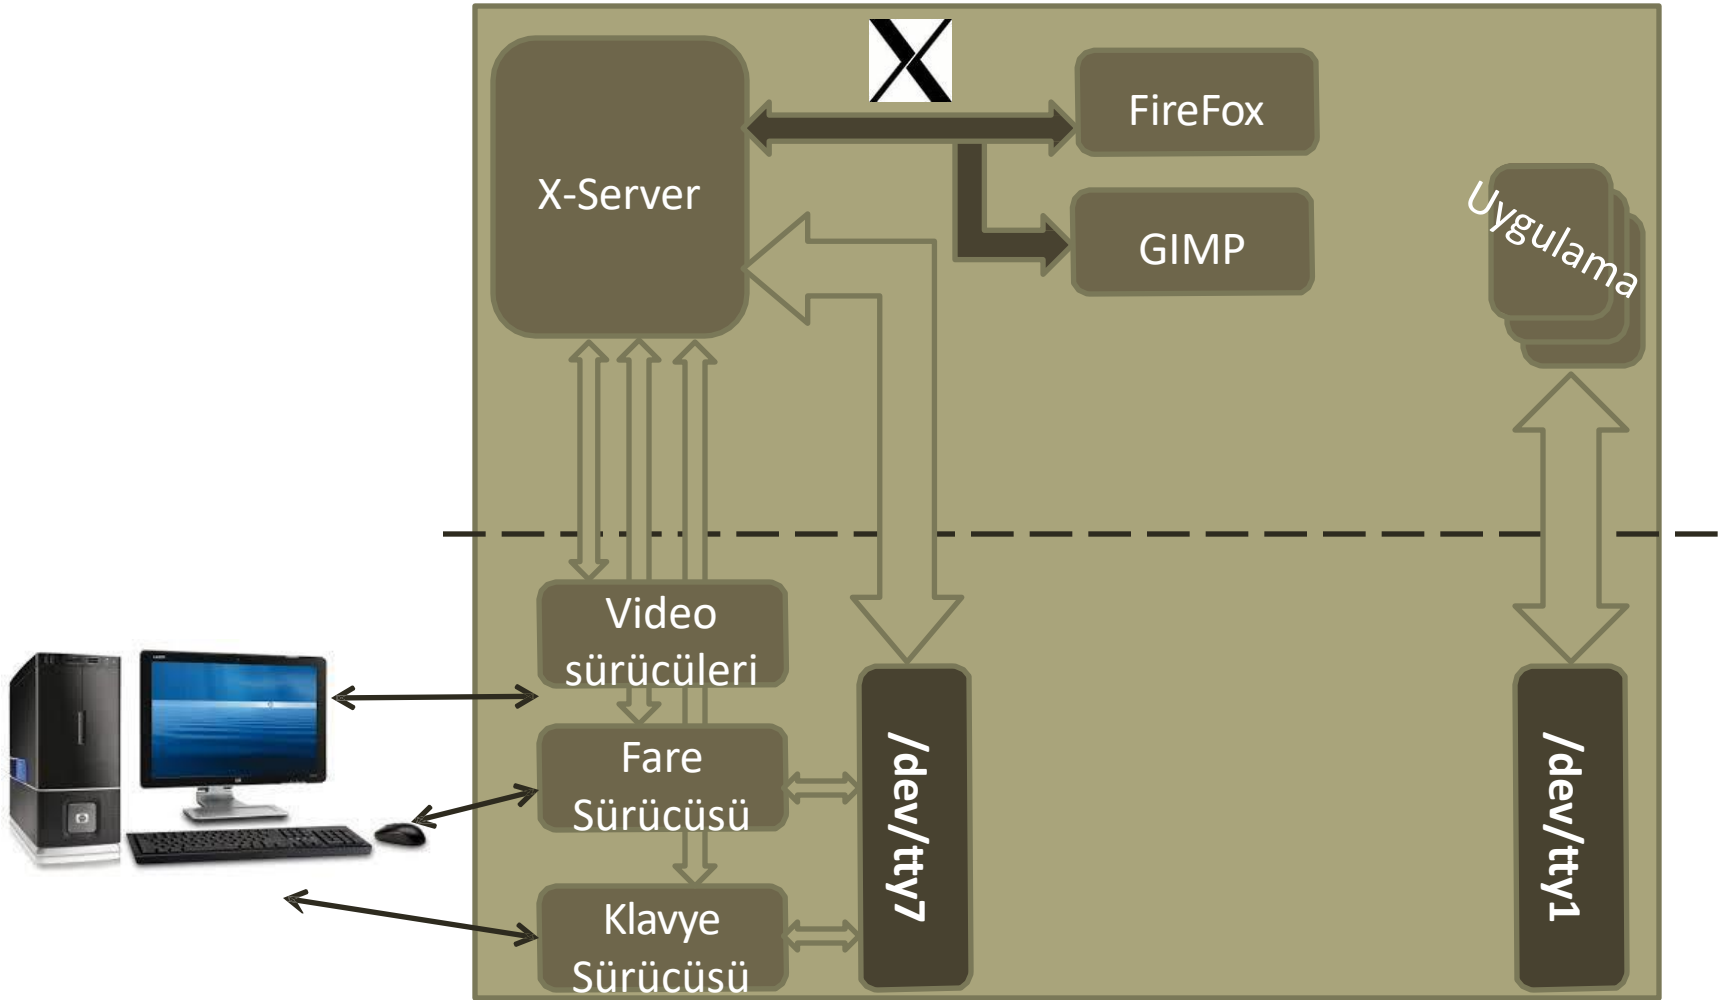 X-Server
FireFox
GIMP
Uygulama
Video
sürücüleri
Fare
Sürücüsü
Klavye
Sürücüsü
/dev/tty7
/dev/tty1